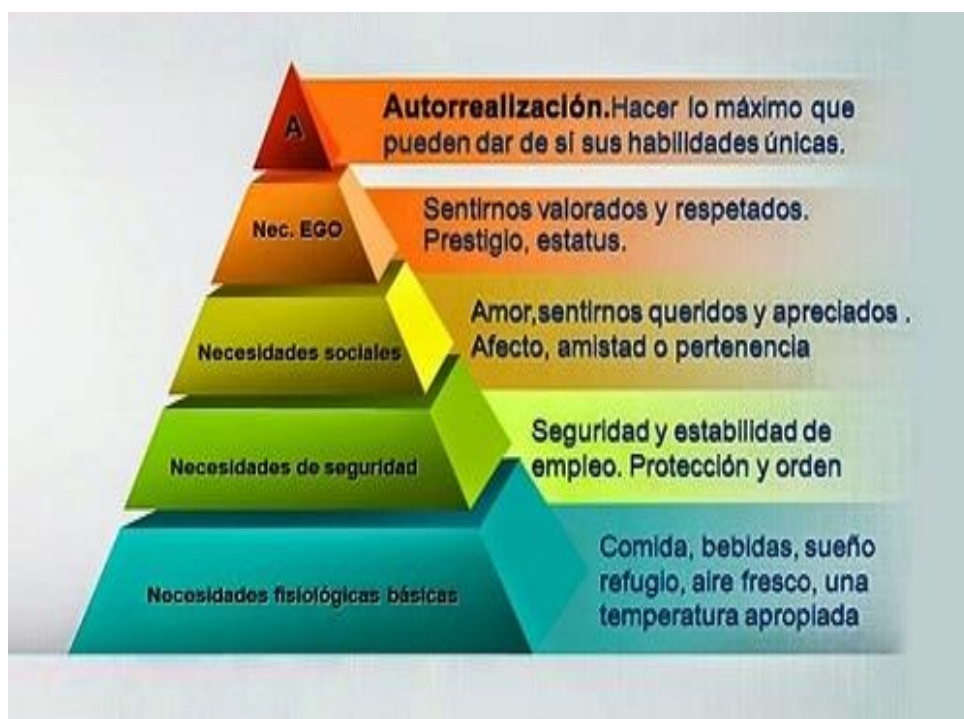 A
Autorrealización.Hacer lo máximo que
pueden dar de sí sus habilidades únicas.
Nec. EGO
Sentirnos valorados y respetados.
Prestigio, estatus.
Necesidades sociales
Amor,sentirnos queridos y apreciados .
Afecto, amistad o pertenencia
Necesidades de seguridad
Seguridad y estabilidad de
empleo. Protección y orden
Necesidades fisiológicas básicas
Comida, bebidas, sueño
refugio, aire fresco, una
temperatura apropiada